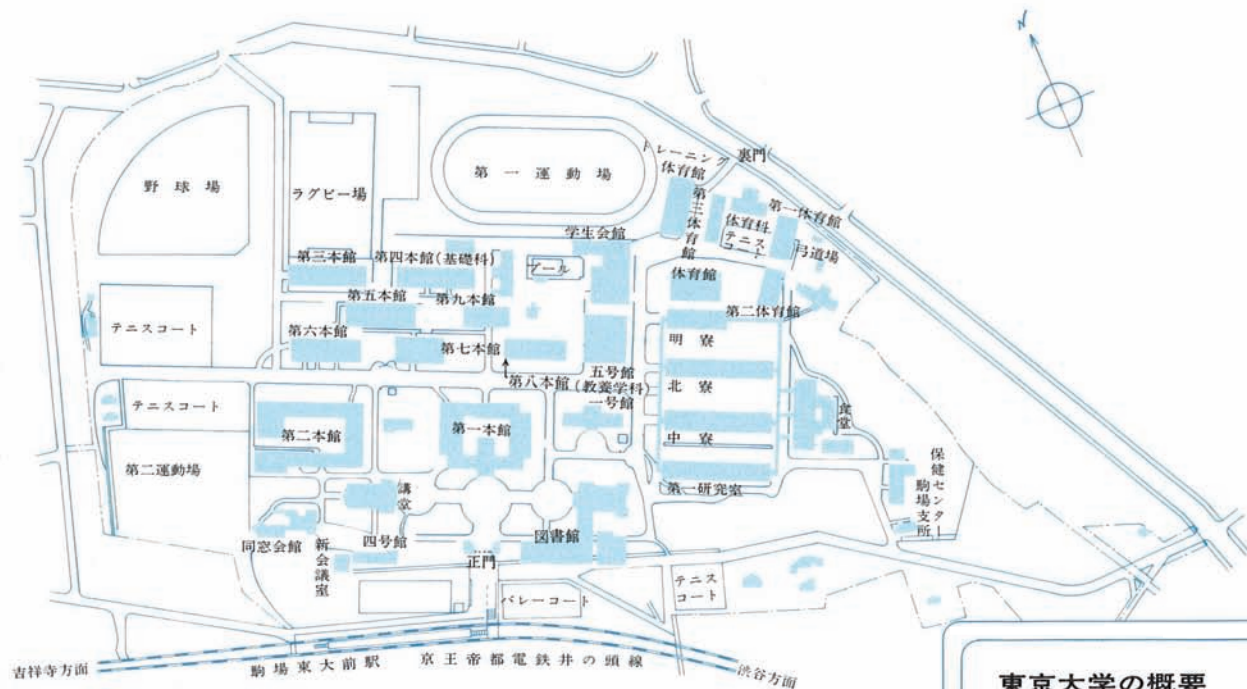 N
トレーニング
体育館
裏門
野球場
ラグビー場
第一運動場
第三体育館
体育科
テニス
コート
第一体育館
弓道場
学生会館
第三本館
第四本館(基礎科)
プール
体育館
第五本館
第九本館
第二体育館
テニスコート
第六本館
第七本館
明寮
第八本館(教養学科)
五号館
北寮
テニスコート
一号館
食堂
第二本館
第一本館
中寮
第二運動場
保健センター
駒場支所
講堂
第一研究室
同窓会館
新会議室
四号館
正門
図書館
テニス
コート
バレーコート
吉祥寺方面
駒場東大前駅
京王帝都電鉄井の頭線
渋谷方面
東京大学の概要